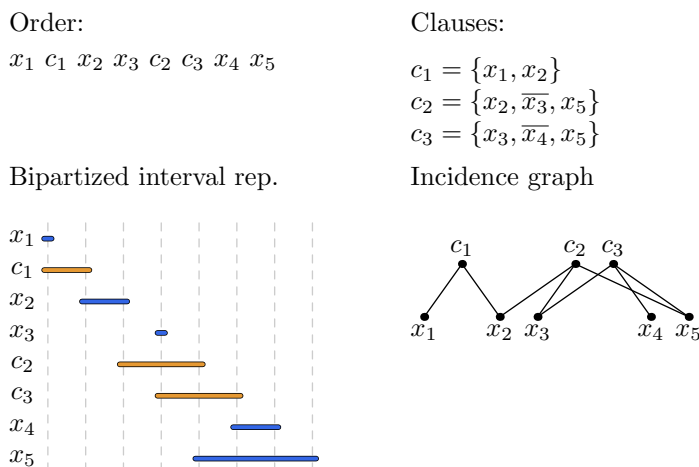 Order:
x₁ c₁ x₂ x₃ c₂ c₃ x₄ x₅
Clauses:
c₁ = {x₁, x₂}
c₂ = {x₂, x̅₃, x₅}
c₃ = {x₃, x̅₄, x₅}
Bipartized interval rep.
x₁
c₁
x₂
x₃
c₂
c₃
x₄
x₅
Incidence graph
c₁ c₂ c₃
x₁ x₂ x₃ x₄ x₅